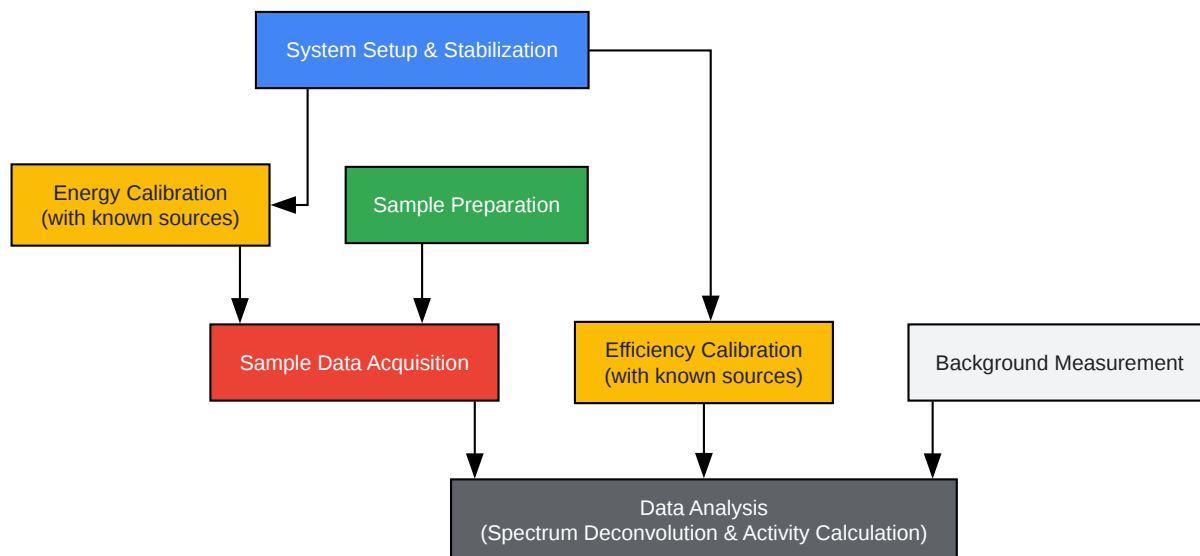 System Setup & Stabilization
Energy Calibration
(with known sources)
Sample Preparation
Sample Data Acquisition
Efficiency Calibration
(with known sources)
Background Measurement
Data Analysis
(Spectrum Deconvolution & Activity Calculation)